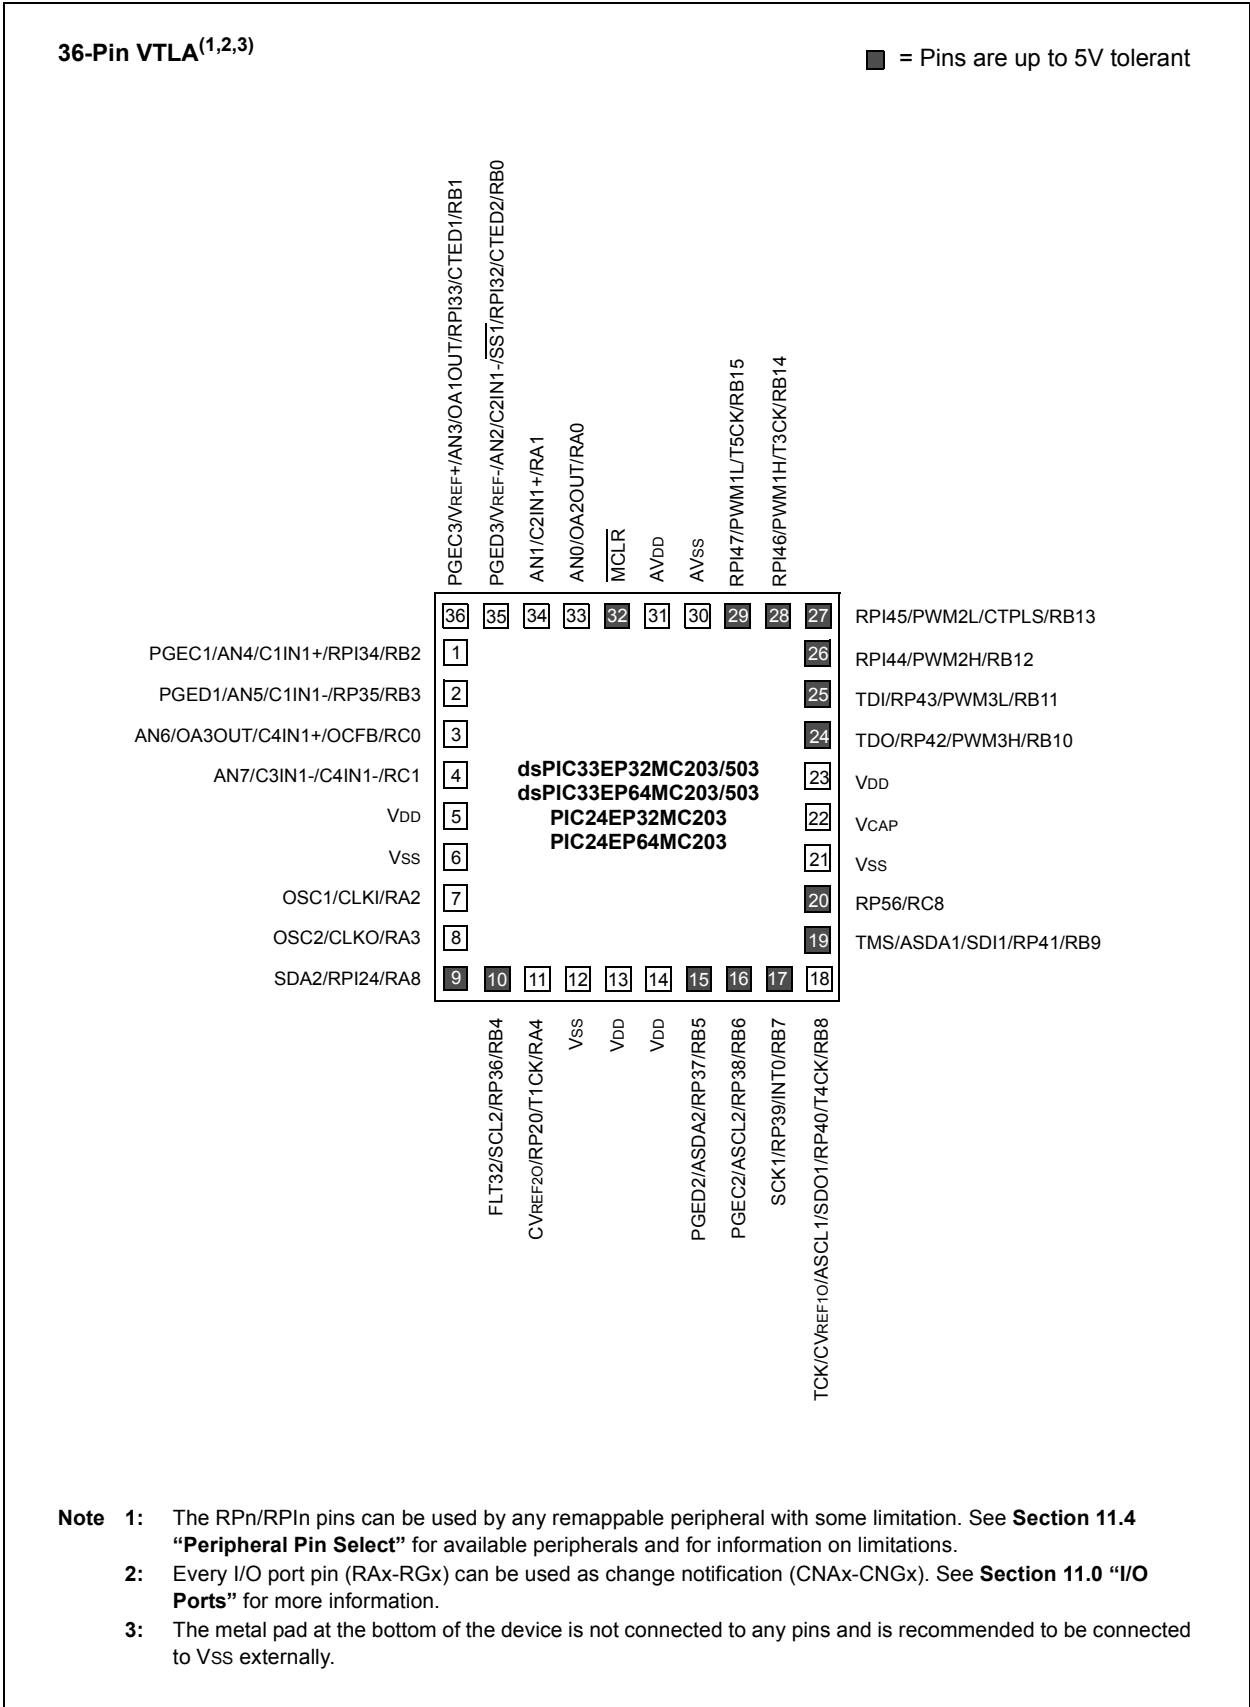 36-Pin VTLA(1,2,3)
= Pins are up to 5V tolerant
PGEC3/VREF+/AN3/OA1OUT/RPI33/CTED1/RB1
PGED3/VREF-/AN2/C2IN1-/SS1/RPI32/CTED2/RB0
AN1/C2IN1+/RA1
AN0/OA2OUT/RA0
MCLR
AVDD
AVSS
RPI47/PWM1L/T5CK/RB15
RPI46/PWM1H/T3CK/RB14
36 35 34 33 32 31 30 29 28 27
RPI45/PWM2L/CTPLS/RB13
PGEC1/AN4/C1IN1+/RPI34/RB2 1
26 RPI44/PWM2H/RB12
PGED1/AN5/C1IN1-/RP35/RB3 2
25 TDI/RP43/PWM3L/RB11
AN6/OA3OUT/C4IN1+/OCFB/RC0 3
24 TDO/RP42/PWM3H/RB10
AN7/C3IN1-/C4IN1-/RC1 4
23 VDD
VDD 5
22 VCAP
VSS 6
21 VSS
OSC1/CLKI/RA2 7
20 RP56/RC8
OSC2/CLKO/RA3 8
19 TMS/ASDA1/SDI1/RP41/RB9
dsPIC33EP32MC203/503
dsPIC33EP64MC203/503
PIC24EP32MC203
PIC24EP64MC203
SDA2/RPI24/RA8
9 10 11 12 13 14 15 16 17 18
FLT32/SCL2/RP36/RB4
CVREF2O/RP20/T1CK/RA4
VSS
VDD
VDD
PGED2/ASDA2/RP37/RB5
PGEC2/ASCL2/RP38/RB6
SCK1/RP39/INT0/RB7
TCK/CVREF1O/ASCL1/SDO1/RP40/T4CK/RB8
Note 1: The RPn/RPIn pins can be used by any remappable peripheral with some limitation. See Section 11.4
“Peripheral Pin Select” for available peripherals and for information on limitations.
2: Every I/O port pin (RAx-RGx) can be used as change notification (CNAx-CNGx). See Section 11.0 “I/O
Ports” for more information.
3: The metal pad at the bottom of the device is not connected to any pins and is recommended to be connected
to VSS externally.